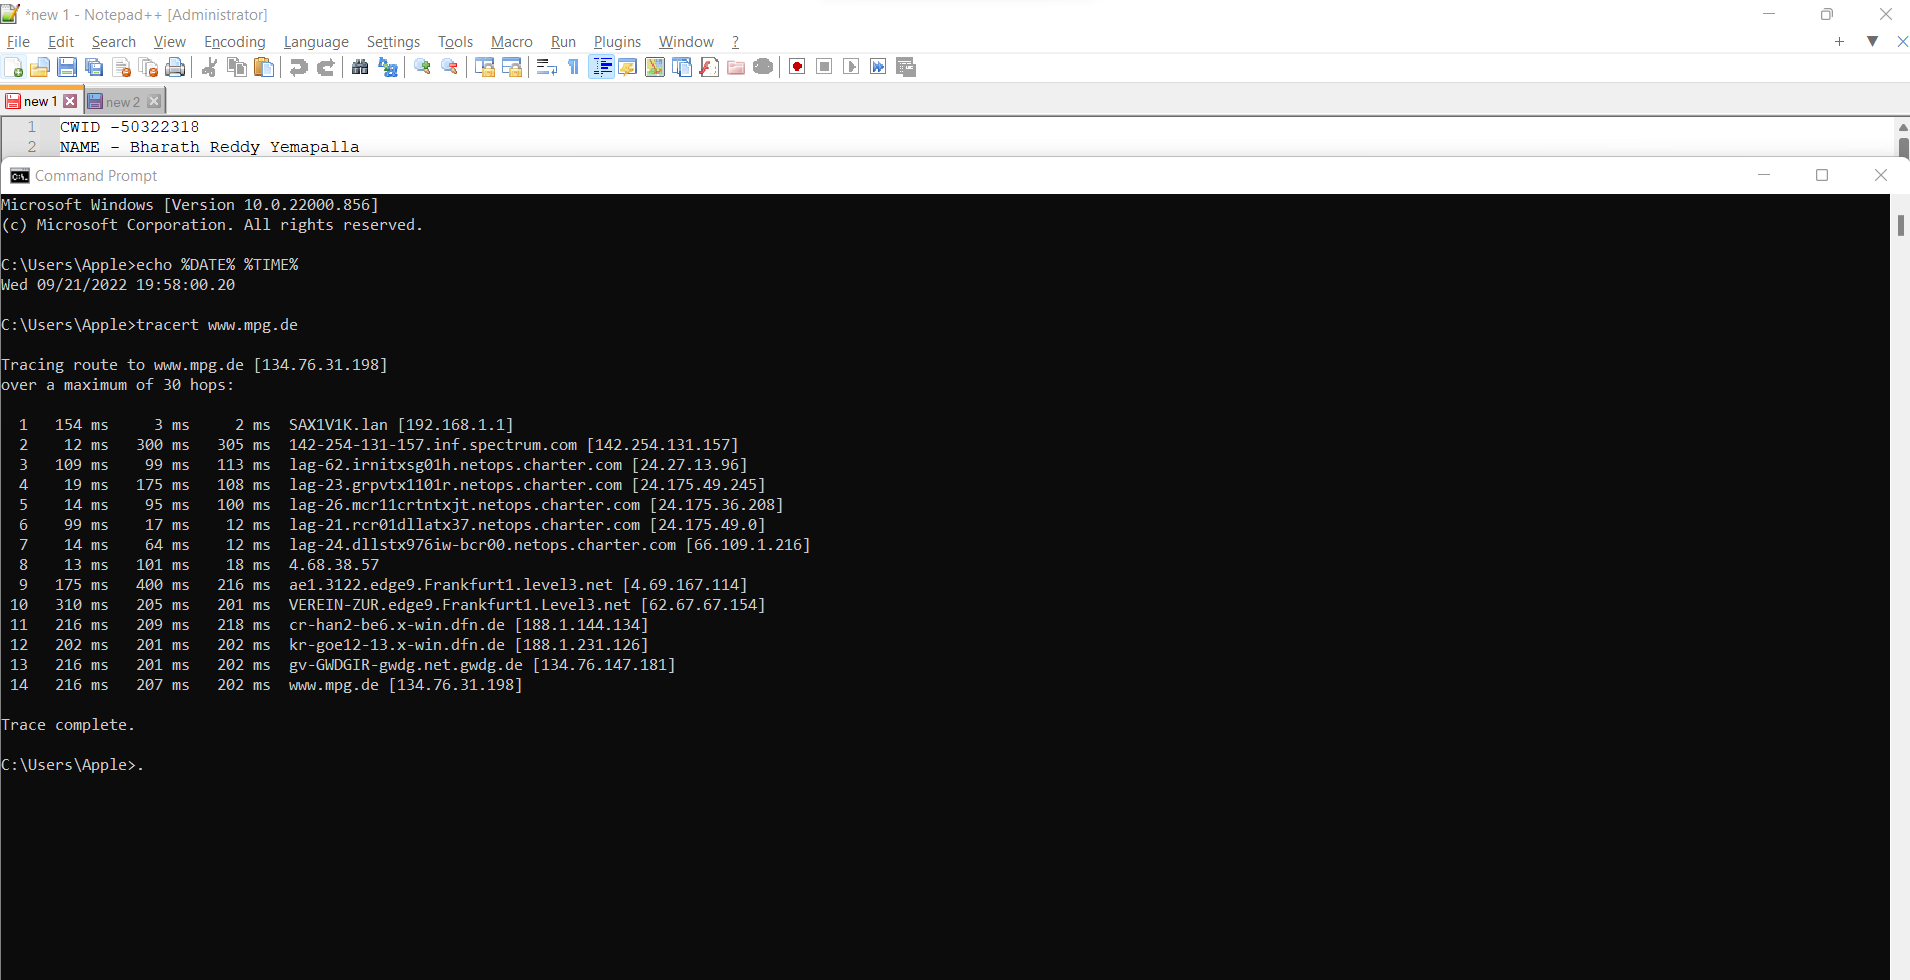 *new 1 - Notepad++ [Administrator]
File Edit Search View Encoding Language Settings Tools Macro Run Plugins Window ?
new 1 new 2
1 CWID -50322318
2 NAME - Bharath Reddy Yemapalla
Command Prompt
Microsoft Windows [Version 10.0.22000.856]
(c) Microsoft Corporation. All rights reserved.
C:\Users\Apple>echo %DATE% %TIME%
Wed 09/21/2022 19:58:00.20
C:\Users\Apple>tracert www.mpg.de
Tracing route to www.mpg.de [134.76.31.198]
over a maximum of 30 hops:
1 154 ms 3 ms 2 ms SAX1V1K.lan [192.168.1.1]
2 12 ms 300 ms 305 ms 142-254-131-157.inf.spectrum.com [142.254.131.157]
3 109 ms 99 ms 113 ms lag-62.irnitxsg01h.netops.charter.com [24.27.13.96]
4 19 ms 175 ms 108 ms lag-23.grpvtx1101r.netops.charter.com [24.175.49.245]
5 14 ms 95 ms 100 ms lag-26.mcr11crtntxjt.netops.charter.com [24.175.36.208]
6 99 ms 17 ms 12 ms lag-21.rcr01dllatx37.netops.charter.com [24.175.49.0]
7 14 ms 64 ms 12 ms lag-24.dllstx976iw-bcr00.netops.charter.com [66.109.1.216]
8 13 ms 101 ms 18 ms 4.68.38.57
9 175 ms 400 ms 216 ms ae1.3122.edge9.Frankfurt1.level3.net [4.69.167.114]
10 310 ms 205 ms 201 ms VEREIN-ZUR.edge9.Frankfurt1.Level3.net [62.67.67.154]
11 216 ms 209 ms 218 ms cr-han2-be6.x-win.dfn.de [188.1.144.134]
12 202 ms 201 ms 202 ms kr-goe12-13.x-win.dfn.de [188.1.231.126]
13 216 ms 201 ms 202 ms gv-GWDGIR-gwdg.net.gwdg.de [134.76.147.181]
14 216 ms 207 ms 202 ms www.mpg.de [134.76.31.198]
Trace complete.
C:\Users\Apple>.